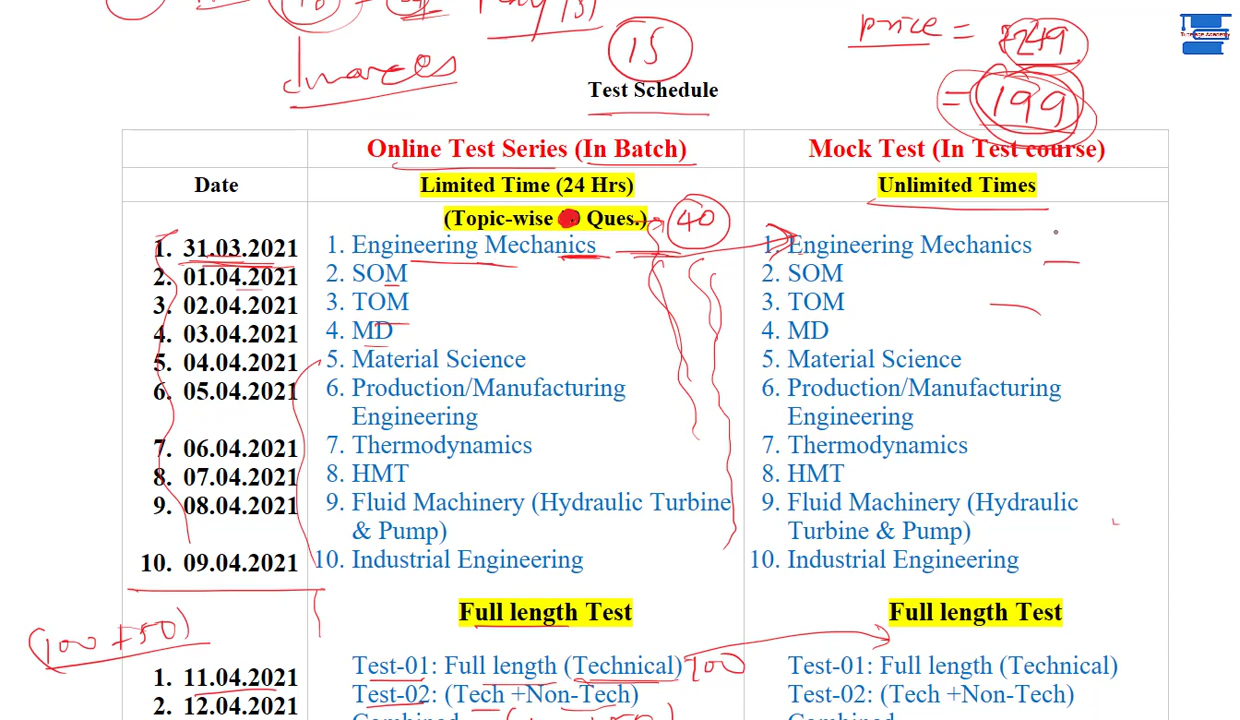 15
price = ₹249
= 199
Test Schedule
Online Test Series (In Batch) Mock Test (In Test course)
Date Limited Time (24 Hrs) Unlimited Times
(Topic-wise Ques.) 40
1. 31.03.2021 1. Engineering Mechanics 1. Engineering Mechanics
2. 01.04.2021 2. SOM 2. SOM
3. 02.04.2021 3. TOM 3. TOM
4. 03.04.2021 4. MD 4. MD
5. 04.04.2021 5. Material Science 5. Material Science
6. 05.04.2021 6. Production/Manufacturing 6. Production/Manufacturing
Engineering Engineering
7. 06.04.2021 7. Thermodynamics 7. Thermodynamics
8. 07.04.2021 8. HMT 8. HMT
9. 08.04.2021 9. Fluid Machinery (Hydraulic Turbine 9. Fluid Machinery (Hydraulic
& Pump) Turbine & Pump)
10. 09.04.2021 10. Industrial Engineering 10. Industrial Engineering
Full length Test Full length Test
(100 + 50)
1. 11.04.2021 Test-01: Full length (Technical) 100 Test-01: Full length (Technical)
2. 12.04.2021 Test-02: (Tech +Non-Tech) Test-02: (Tech +Non-Tech)
Combined Combined